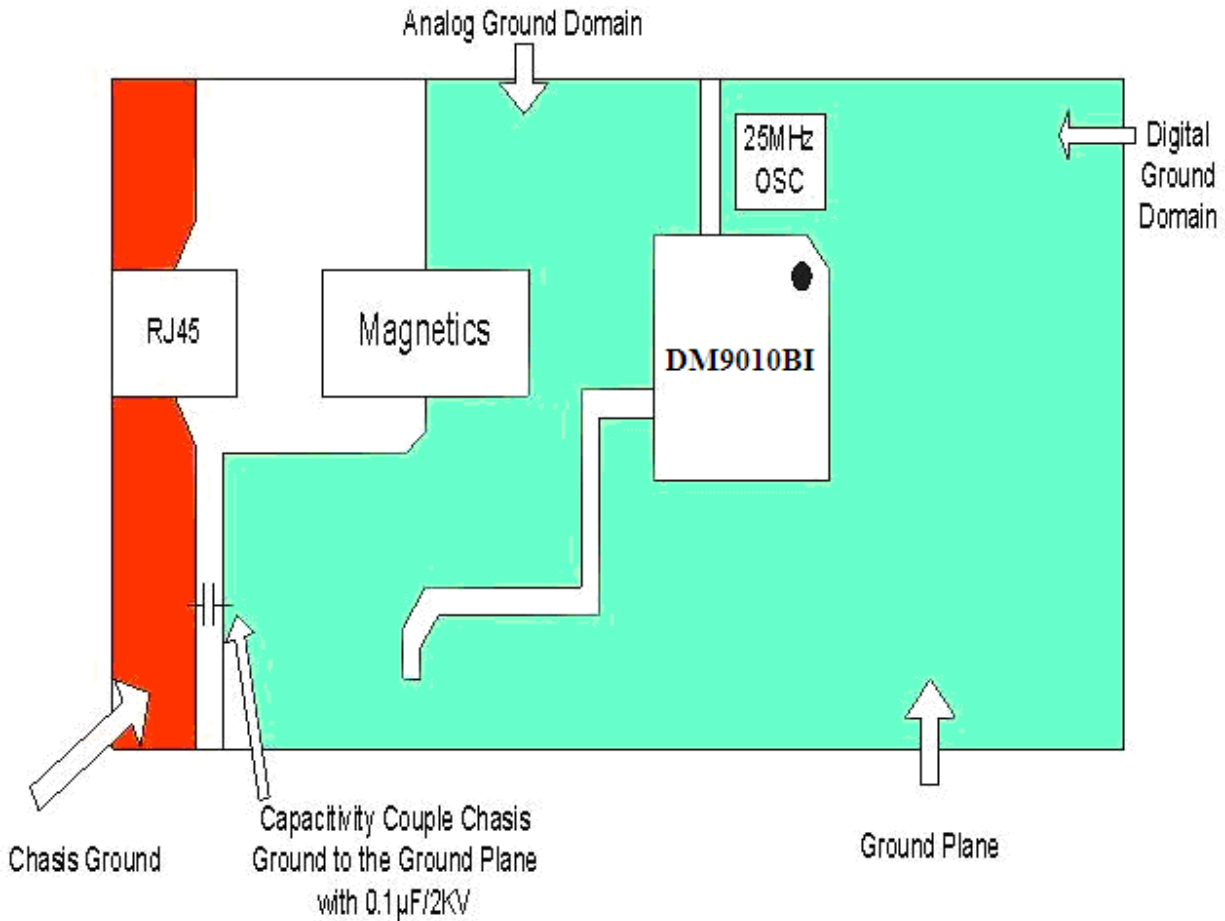 Analog Ground Domain
25MHz
OSC
Digital
Ground
Domain
RJ45
Magnetics
DM9010BI
Chasis Ground
Capacitivity Couple Chasis
Ground to the Ground Plane
with 0.1µF/2KV
Ground Plane